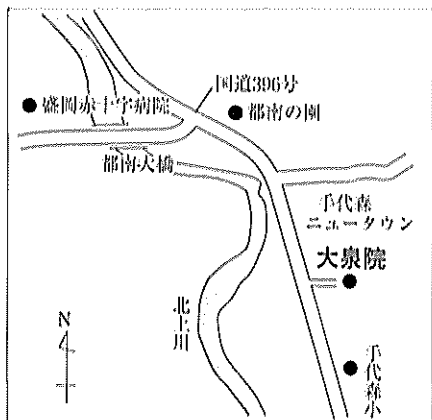 国道396号
盛岡赤十字病院
都南の園
都南大橋
手代森
ニュータウン
大泉院
北上川
N
手代森小